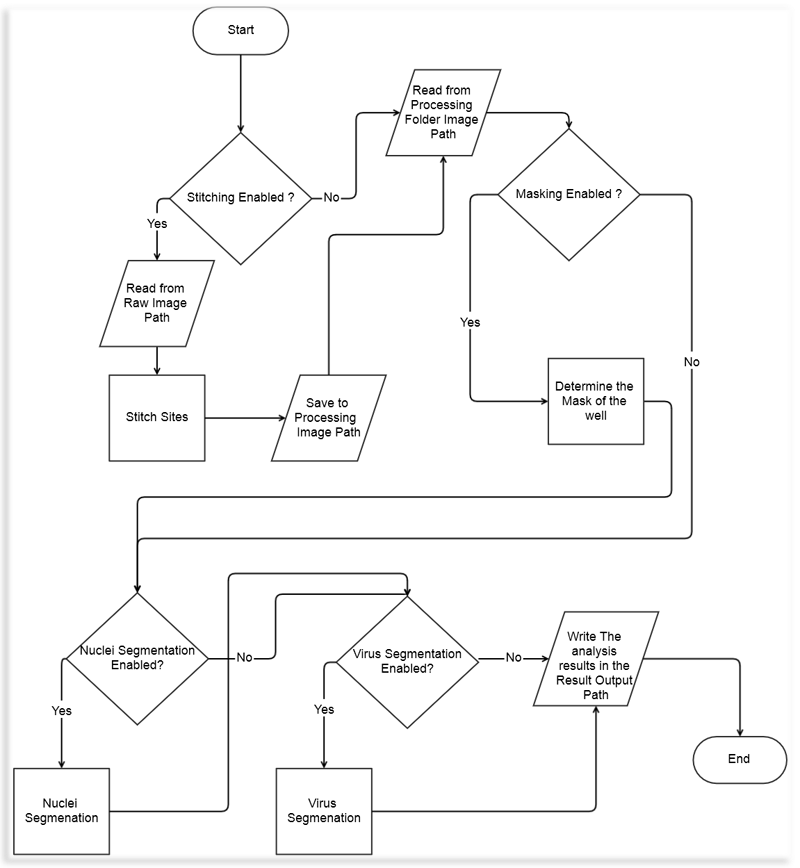 Start
Stitching Enabled ?
No
Yes
Read from
Raw Image
Path
Stitch Sites
Save to
Processing
Image Path
Read from
Processing
Folder Image
Path
Masking Enabled ?
Yes
No
Determine the
Mask of the
well
Nuclei Segmentation
Enabled?
No
Yes
Nuclei
Segmenation
Virus Segmentation
Enabled?
No
Yes
Virus
Segmenation
Write The
analysis
results in the
Result Output
Path
End